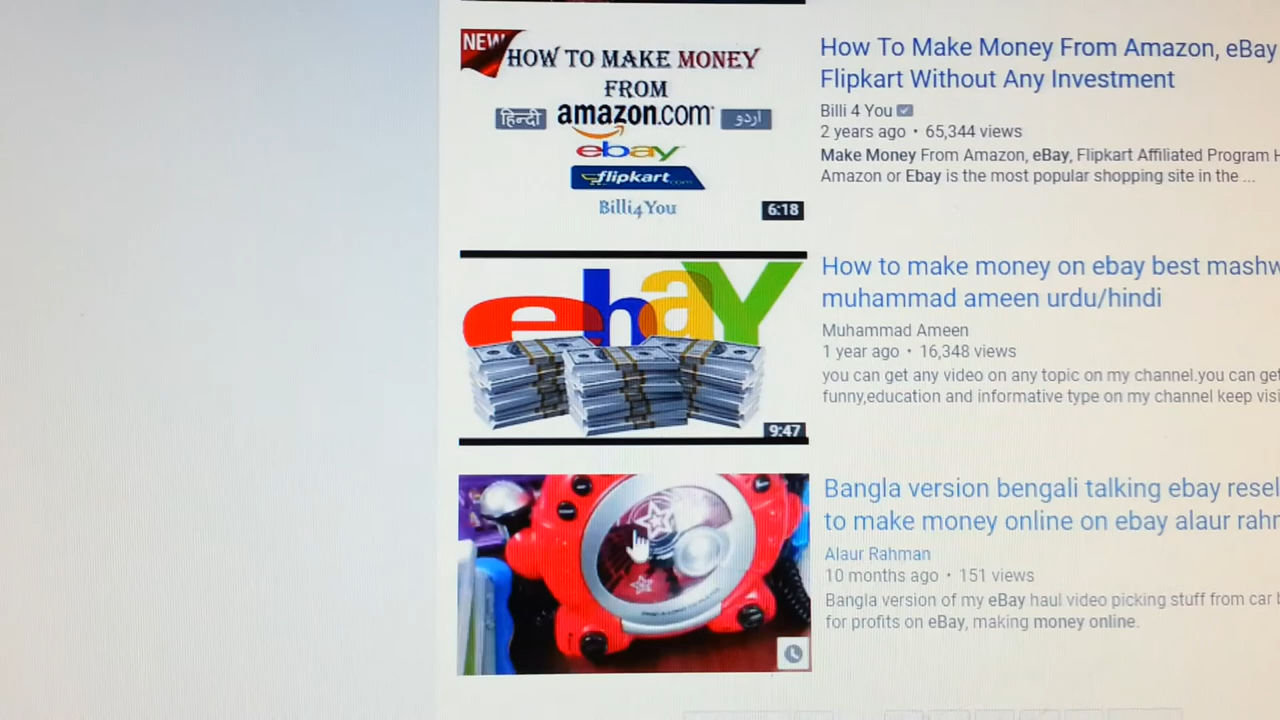 NEW
HOW TO MAKE MONEY
FROM
हिन्दी amazon.com اردو
ebay
flipkart.com
Billi4You
6:18
How To Make Money From Amazon, eBay
Flipkart Without Any Investment
Billi 4 You
2 years ago • 65,344 views
Make Money From Amazon, eBay, Flipkart Affiliated Program H
Amazon or Ebay is the most popular shopping site in the ...
ebay
9:47
How to make money on ebay best mashw
muhammad ameen urdu/hindi
Muhammad Ameen
1 year ago • 16,348 views
you can get any video on any topic on my channel.you can get
funny,education and informative type on my channel keep visi
Bangla version bengali talking ebay resel
to make money online on ebay alaur rahr
Alaur Rahman
10 months ago • 151 views
Bangla version of my eBay haul video picking stuff from car b
for profits on eBay, making money online.